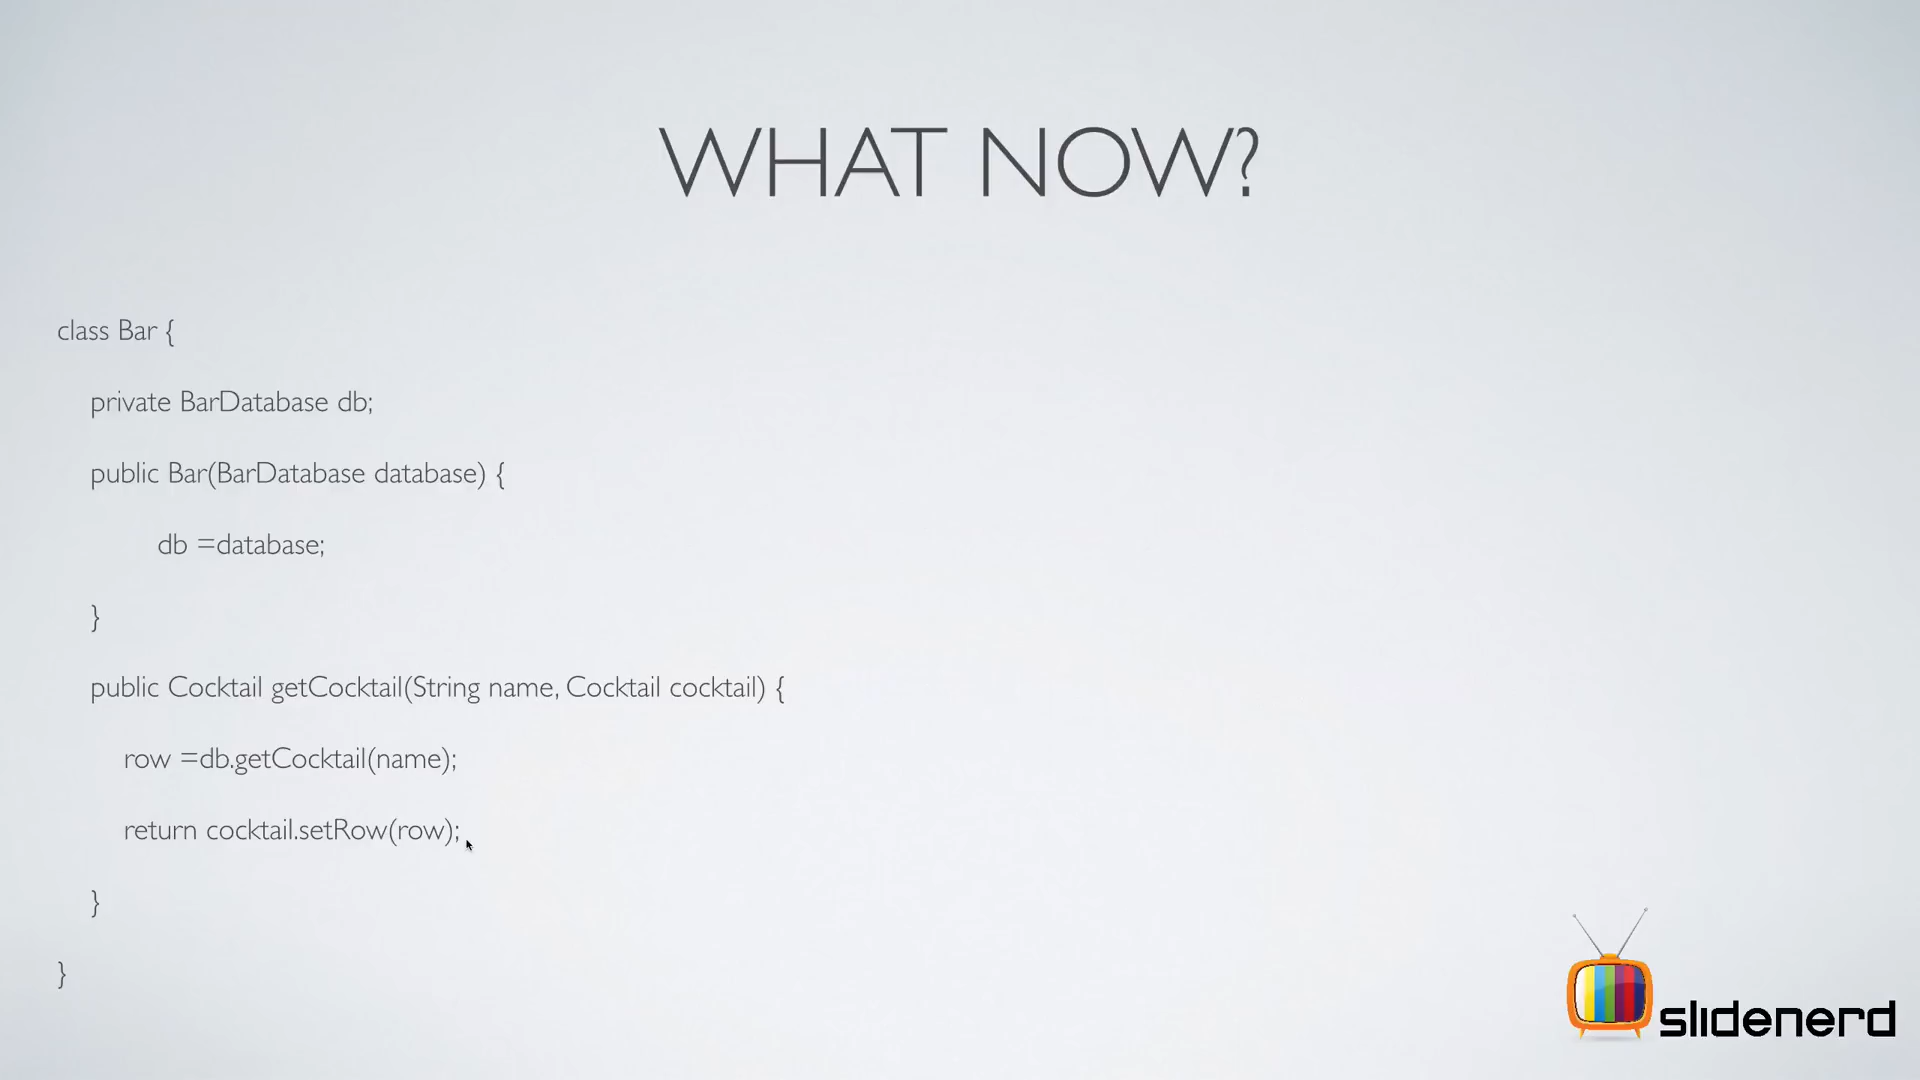 WHAT NOW?
class Bar {
private BarDatabase db;
public Bar(BarDatabase database) {
db =database;
}
public Cocktail getCocktail(String name, Cocktail cocktail) {
row =db.getCocktail(name);
return cocktail.setRow(row);
}
}
slidenerd